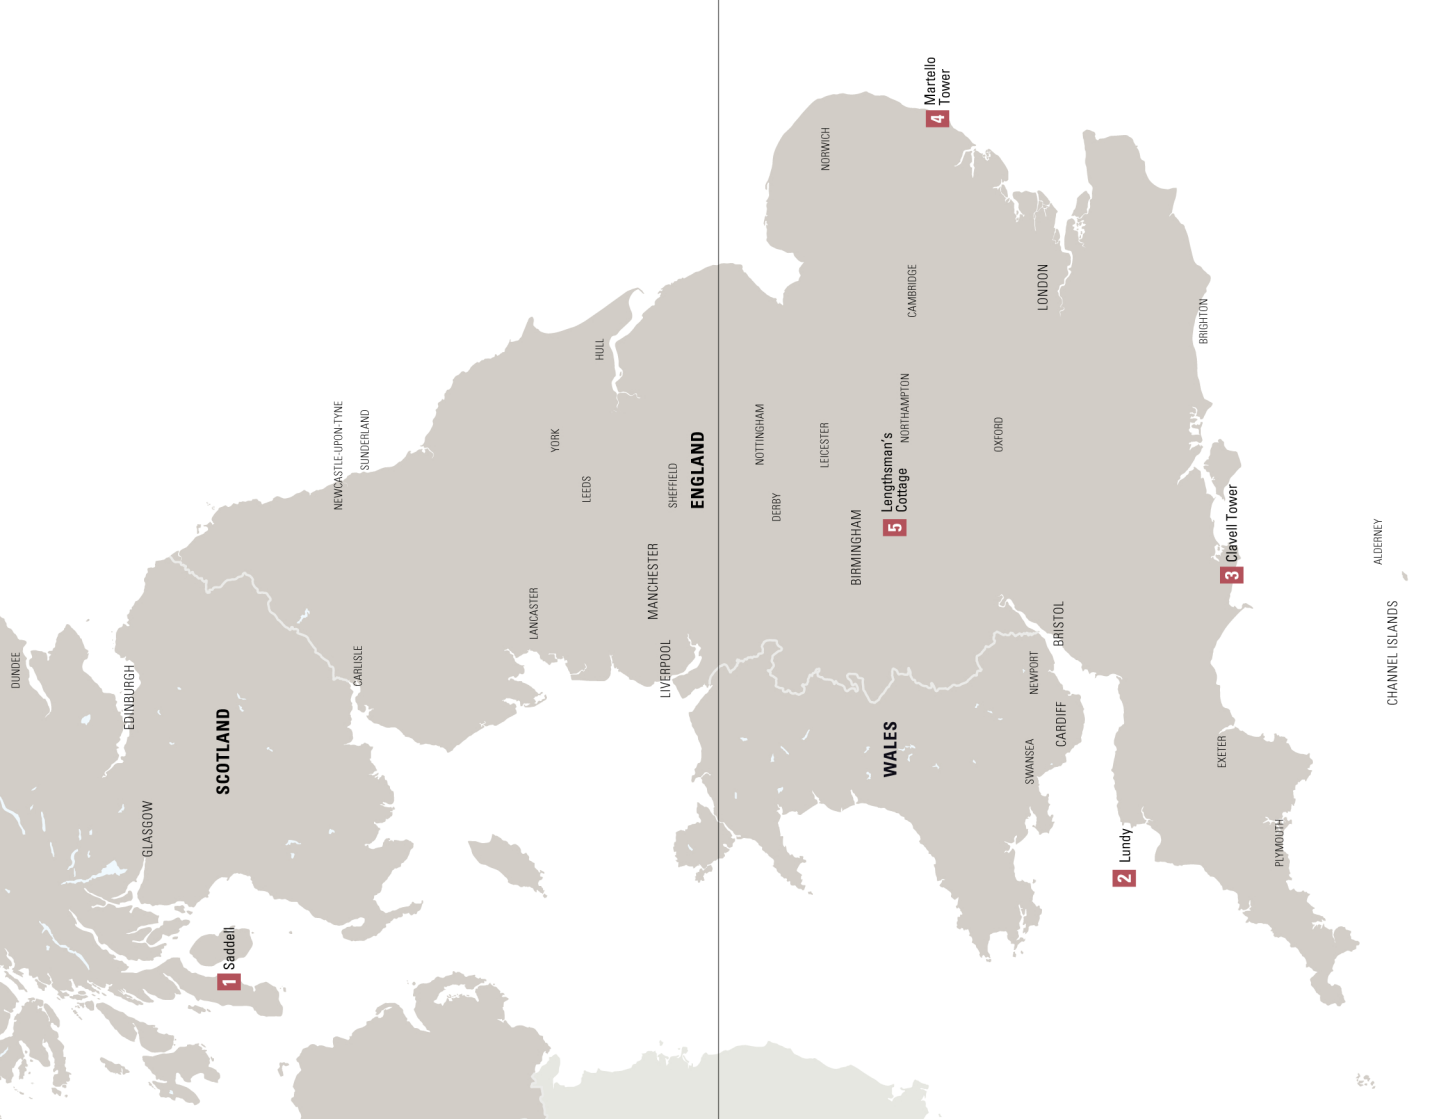 DUNDEE
EDINBURGH
GLASGOW
SCOTLAND
1 Saddell
NEWCASTLE-UPON-TYNE
SUNDERLAND
CARLISLE
LANCASTER
YORK
LEEDS
HULL
MANCHESTER
LIVERPOOL
SHEFFIELD
ENGLAND
NOTTINGHAM
DERBY
LEICESTER
NORWICH
BIRMINGHAM
5 Lengthsman's
Cottage
NORTHAMPTON
CAMBRIDGE
4 Martello
Tower
WALES
OXFORD
LONDON
SWANSEA
NEWPORT
CARDIFF
BRISTOL
2 Lundy
BRIGHTON
3 Clavell Tower
EXETER
PLYMOUTH
ALDERNEY
CHANNEL ISLANDS